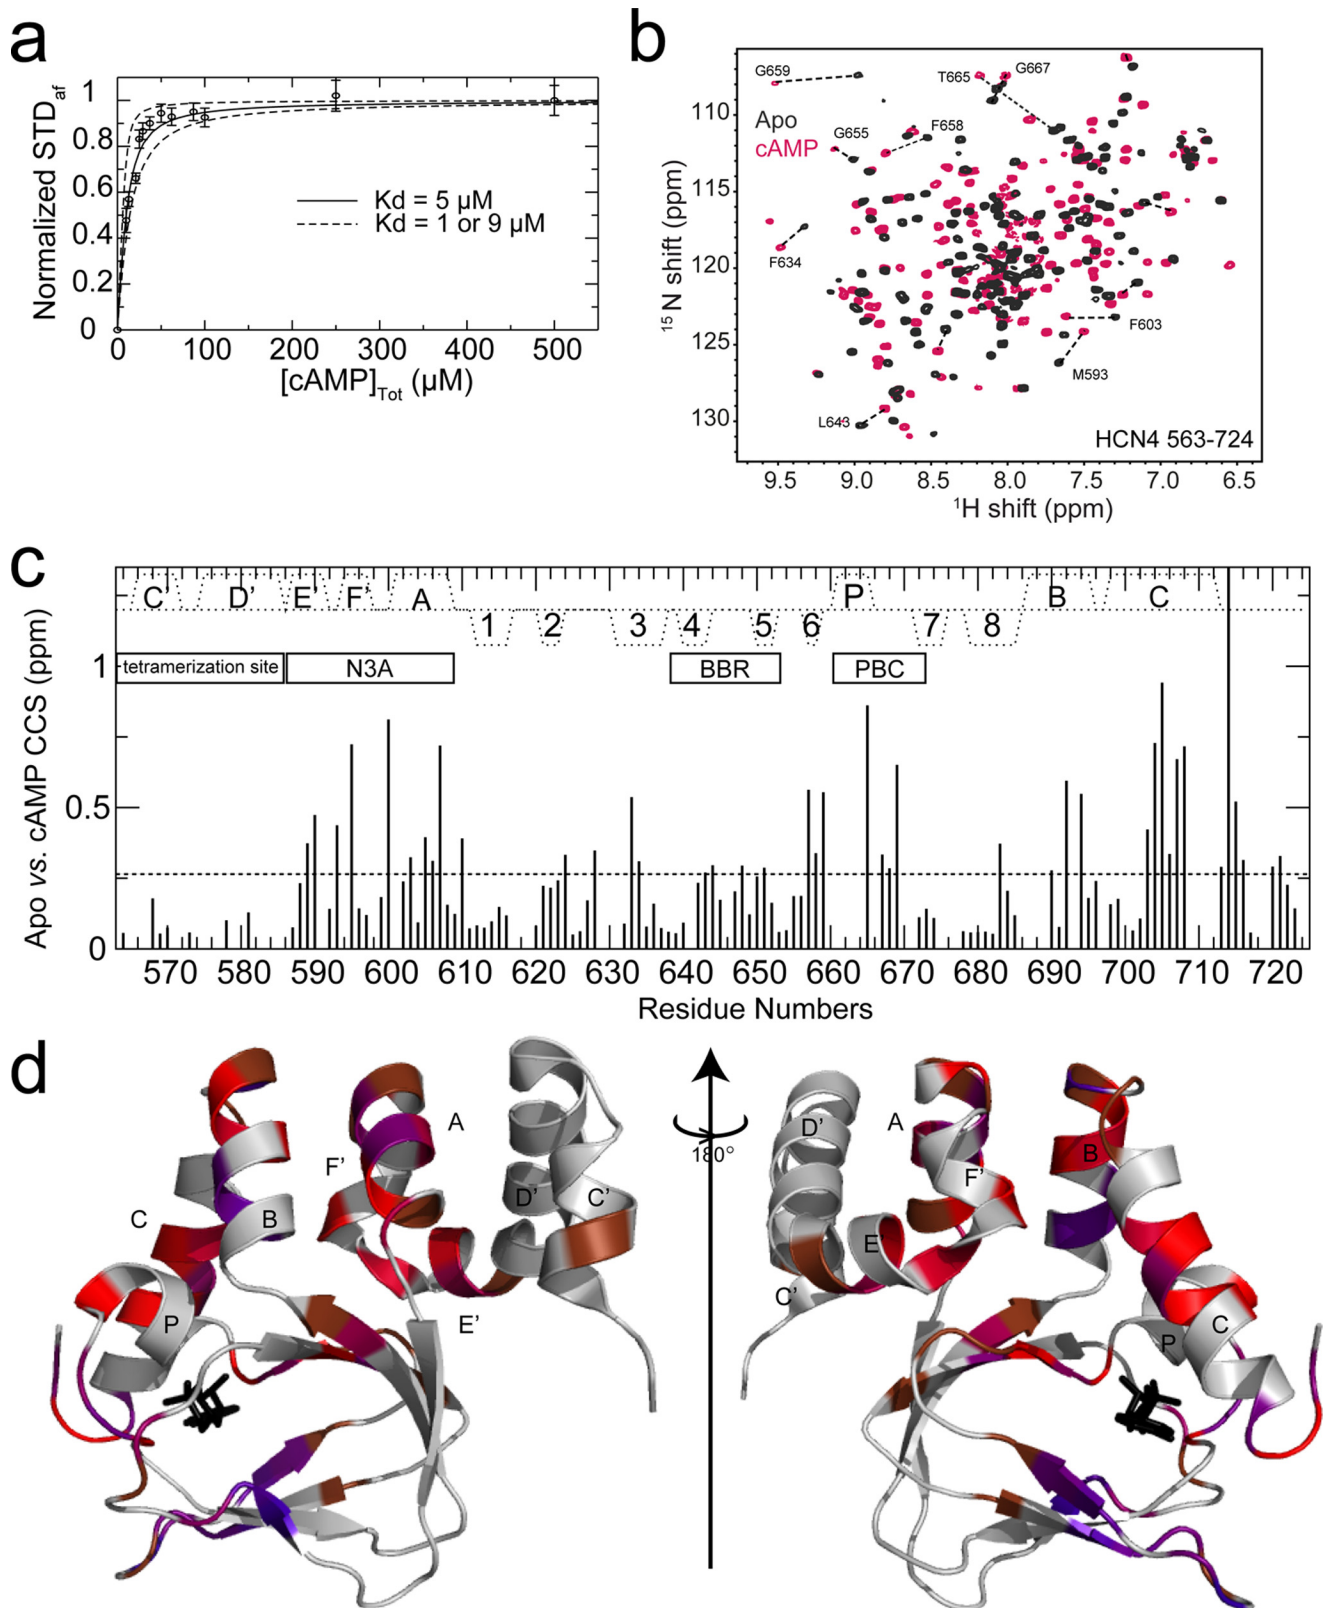 a
Normalized STDaf
1
0.8
0.6
0.4
0.2
0
0 100 200 300 400 500
[cAMP]Tot (µM)
Kd = 5 µM
Kd = 1 or 9 µM
b
15N shift (ppm)
110
115
120
125
130
9.5 9.0 8.5 8.0 7.5 7.0 6.5
1H shift (ppm)
Apo
cAMP
G659
T665
G667
G655
F658
F634
F603
M593
L643
HCN4 563-724
c
Apo vs. cAMP CCS (ppm)
1
0.5
0
C' D' E' F' A P B C
1 2 3 4 5 6 7 8
tetramerization site N3A BBR PBC
570 580 590 600 610 620 630 640 650 660 670 680 690 700 710 720
Residue Numbers
d
A
F'
D'
C'
C
B
P
E'
180°
D'
A
B
F'
E'
C'
P
C